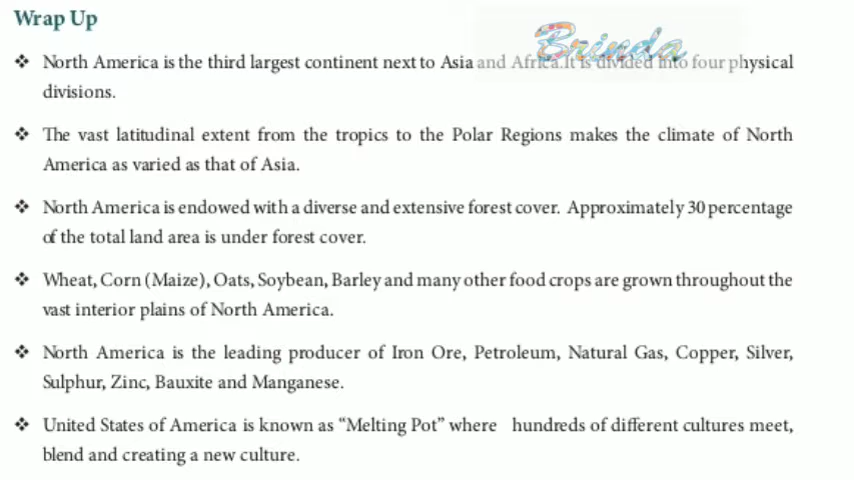 Wrap Up
Brinda
❖ North America is the third largest continent next to Asia and Africa.It is divided into four physical
divisions.
❖ The vast latitudinal extent from the tropics to the Polar Regions makes the climate of North
America as varied as that of Asia.
❖ North America is endowed with a diverse and extensive forest cover. Approximately 30 percentage
of the total land area is under forest cover.
❖ Wheat, Corn (Maize), Oats, Soybean, Barley and many other food crops are grown throughout the
vast interior plains of North America.
❖ North America is the leading producer of Iron Ore, Petroleum, Natural Gas, Copper, Silver,
Sulphur, Zinc, Bauxite and Manganese.
❖ United States of America is known as “Melting Pot” where hundreds of different cultures meet,
blend and creating a new culture.